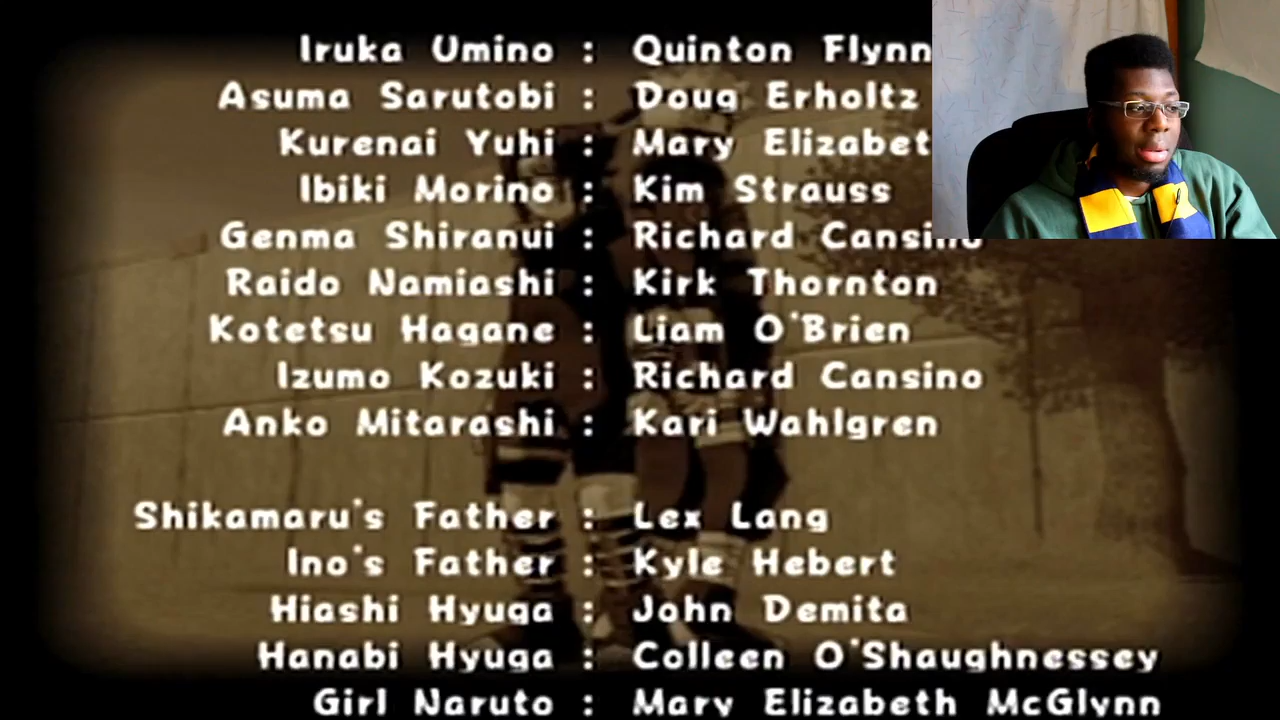 Iruka Umino : Quinton Flynn
Asuma Sarutobi : Doug Erholtz
Kurenai Yuhi : Mary Elizabet
Ibiki Morino : Kim Strauss
Genma Shiranui : Richard Cansino
Raido Namiashi : Kirk Thornton
Kotetsu Hagane : Liam O'Brien
Izumo Kozuki : Richard Cansino
Anko Mitarashi : Kari Wahlgren
Shikamaru's Father : Lex Lang
Ino's Father : Kyle Hebert
Hiashi Hyuga : John Demita
Hanabi Hyuga : Colleen O'Shaughnessey
Girl Naruto : Mary Elizabeth McGlynn